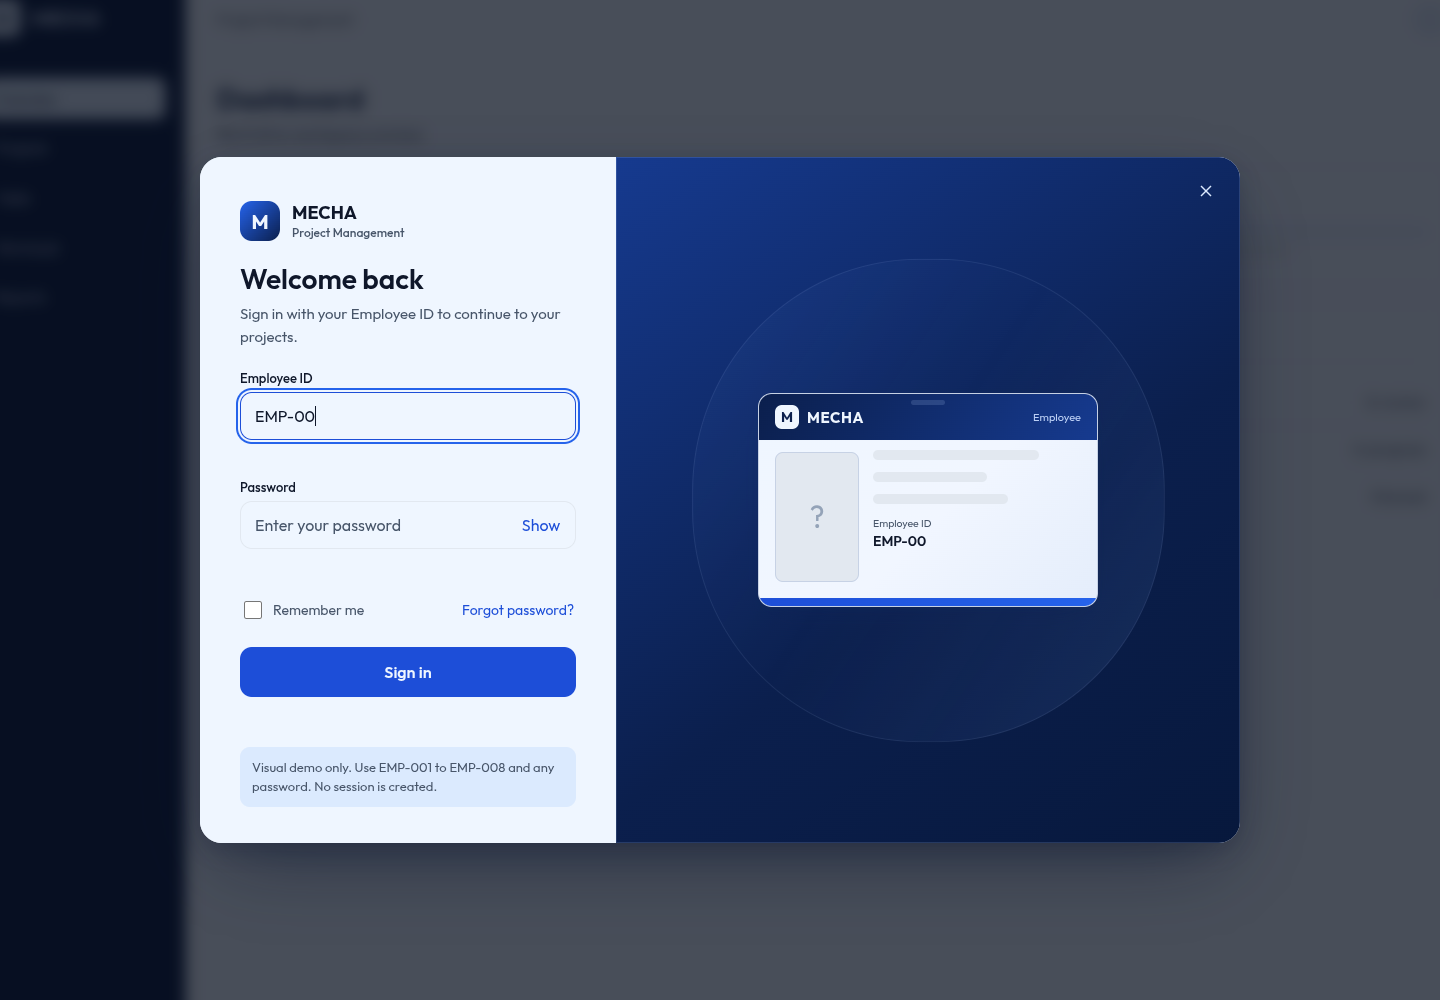 Dashboard
M
MECHA
Project Management
Welcome back
Sign in with your Employee ID to continue to your
projects.
Employee ID
EMP-00
Password
Enter your password
Show
Remember me
Forgot password?
Sign in
Visual demo only. Use EMP-001 to EMP-008 and any
password. No session is created.
M
MECHA
Employee
?
Employee ID
EMP-00